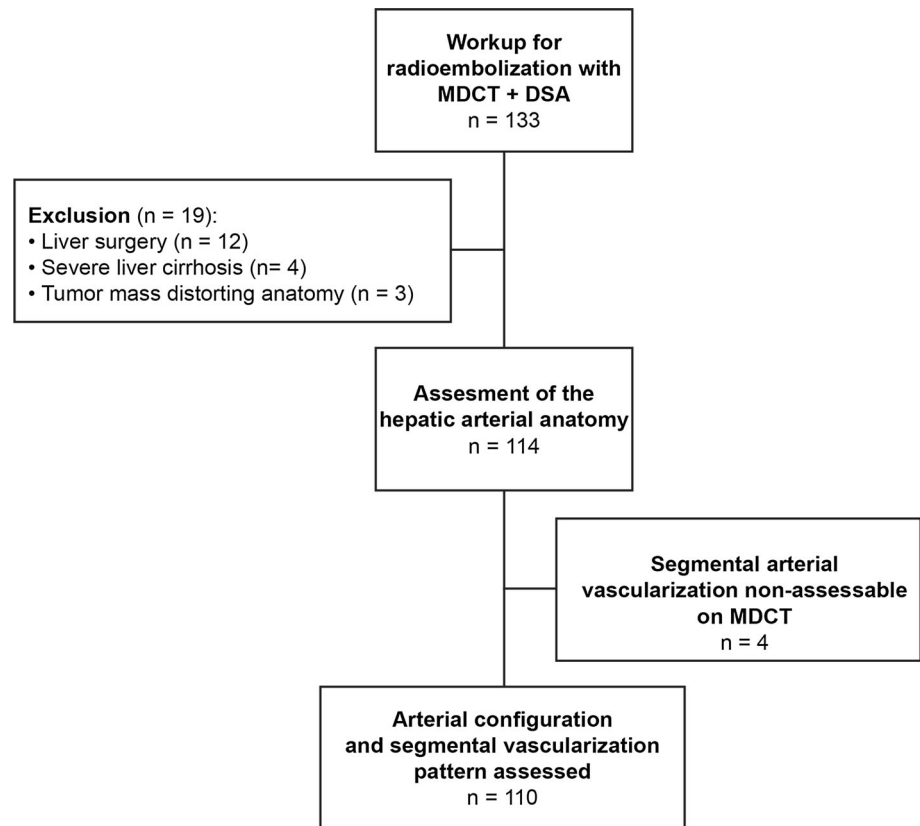 Workup for
radioembolization with
MDCT + DSA
n = 133
Exclusion (n = 19):
• Liver surgery (n = 12)
• Severe liver cirrhosis (n= 4)
• Tumor mass distorting anatomy (n = 3)
Assesment of the
hepatic arterial anatomy
n = 114
Segmental arterial
vascularization non-assessable
on MDCT
n = 4
Arterial configuration
and segmental vascularization
pattern assessed
n = 110